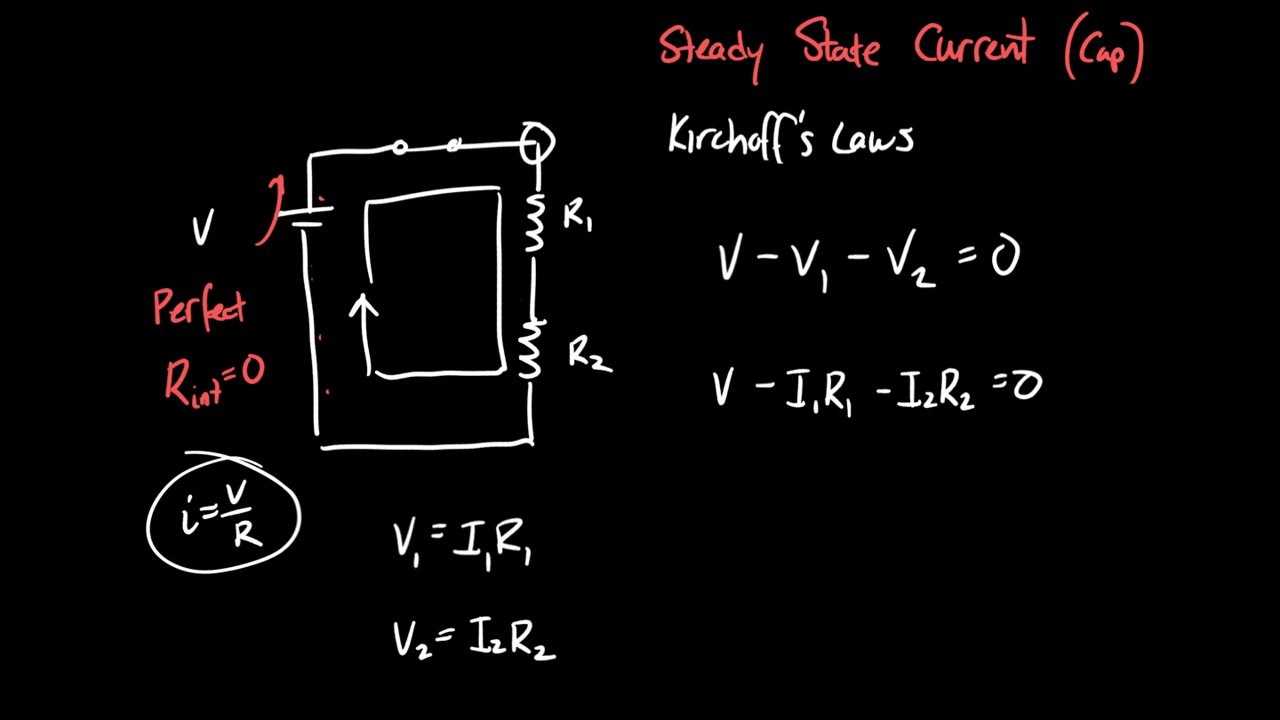 Steady State Current (Cap)
Kirchoff's Laws
V
R₁
V - V₁ - V₂ = 0
Perfect
R₂
Rᵢₙₜ = 0
V - I₁R₁ - I₂R₂ = 0
i = V/R
V₁ = I₁R₁
V₂ = I₂R₂